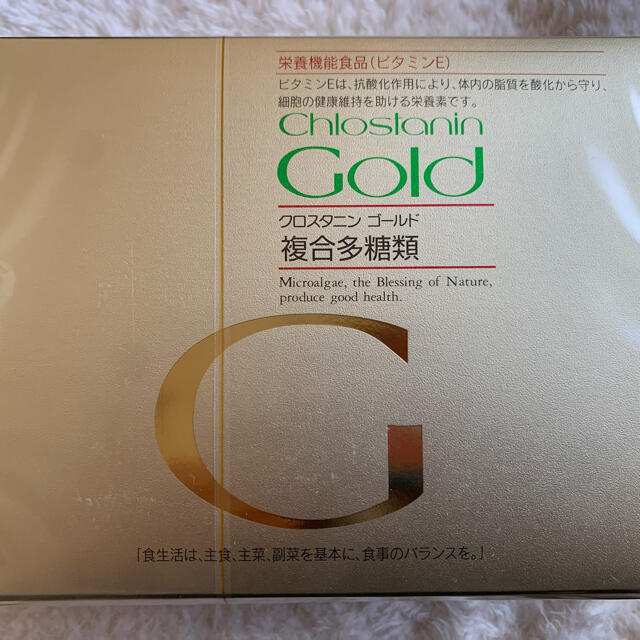 栄養機能食品(ビタミンE)
ビタミンEは、抗酸化作用により、体内の脂質を酸化から守り、
細胞の健康維持を助ける栄養素です。
Chlostanin
Gold
クロスタニン ゴールド
複合多糖類
Microalgae, the Blessing of Nature,
produce good health.
G
「食生活は、主食、主菜、副菜を基本に、食事のバランスを。」